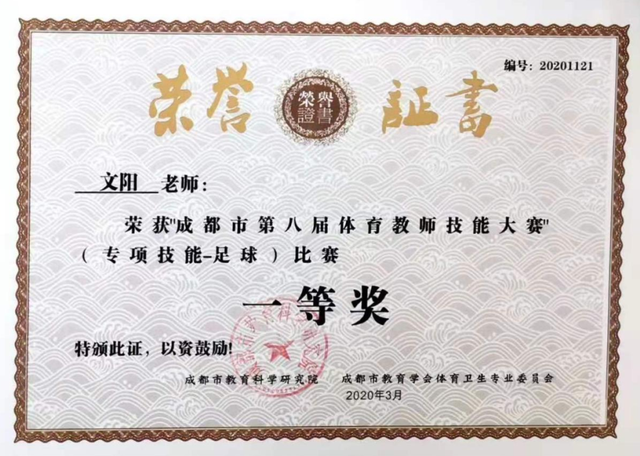 编号：20201121
荣誉 榮譽證書 证书
文阳 老师：
荣获"成都市第八届体育教师技能大赛"
（专项技能-足球）比赛
一等奖
特颁此证，以资鼓励！
成都市教育科学研究院 成都市教育学会体育卫生专业委员会
2020年3月